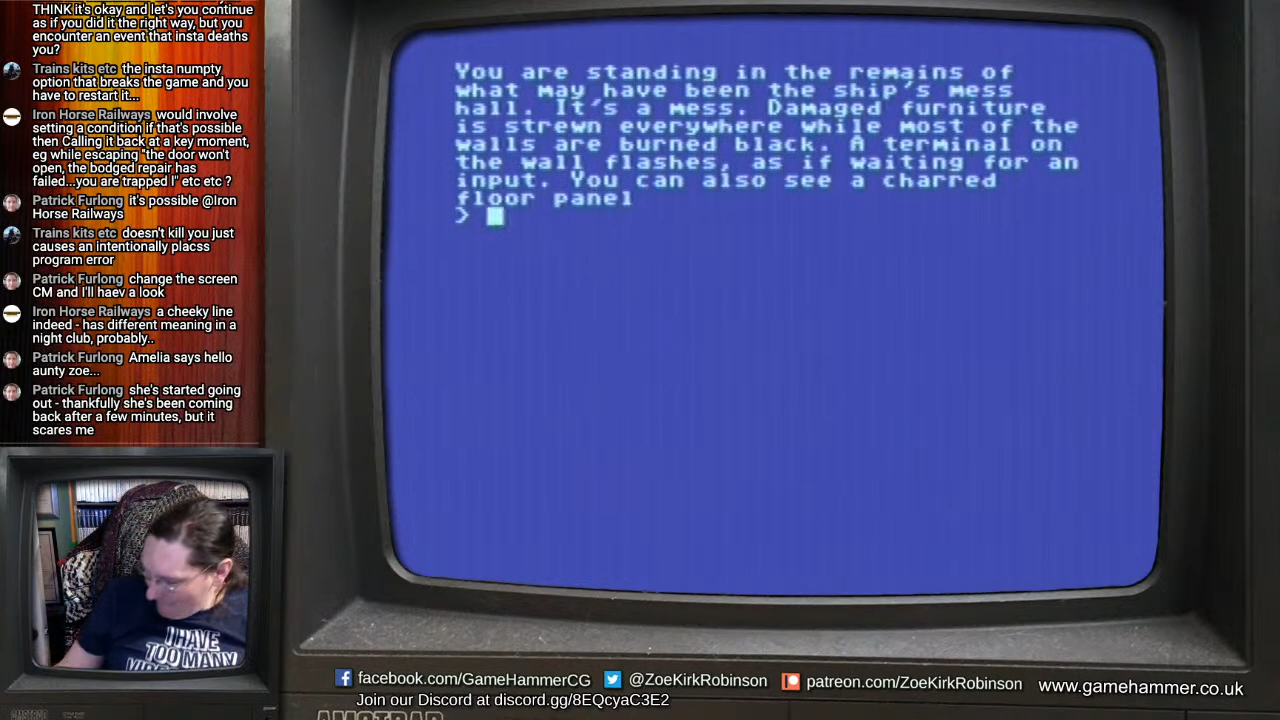 THINK it's okay and let's you continue
as if you did it the right way, but you
encounter an event that insta deaths
you?
Trains kits etc the insta numpty
option that breaks the game and you
have to restart it...
Iron Horse Railways would involve
setting a condition if that's possible
then Calling it back at a key moment,
eg while escaping "the door won't
open, the bodged repair has
failed...you are trapped !" etc etc ?
Patrick Furlong it's possible @Iron
Horse Railways
Trains kits etc doesn't kill you just
causes an intentionally placss
program error
Patrick Furlong change the screen
CM and I'll haev a look
Iron Horse Railways a cheeky line
indeed - has different meaning in a
night club, probably..
Patrick Furlong Amelia says hello
aunty zoe...
Patrick Furlong she's started going
out - thankfully she's been coming
back after a few minutes, but it
scares me
You are standing in the remains of
what may have been the ship's mess
hall. It's a mess. Damaged furniture
is strewn everywhere while most of the
walls are burned black. A terminal on
the wall flashes, as if waiting for an
input. You can also see a charred
floor panel
>
I HAVE
TOO MANY
facebook.com/GameHammerCG @ZoeKirkRobinson patreon.com/ZoeKirkRobinson www.gamehammer.co.uk
Join our Discord at discord.gg/8EQcyaC3E2
AMSTRAD